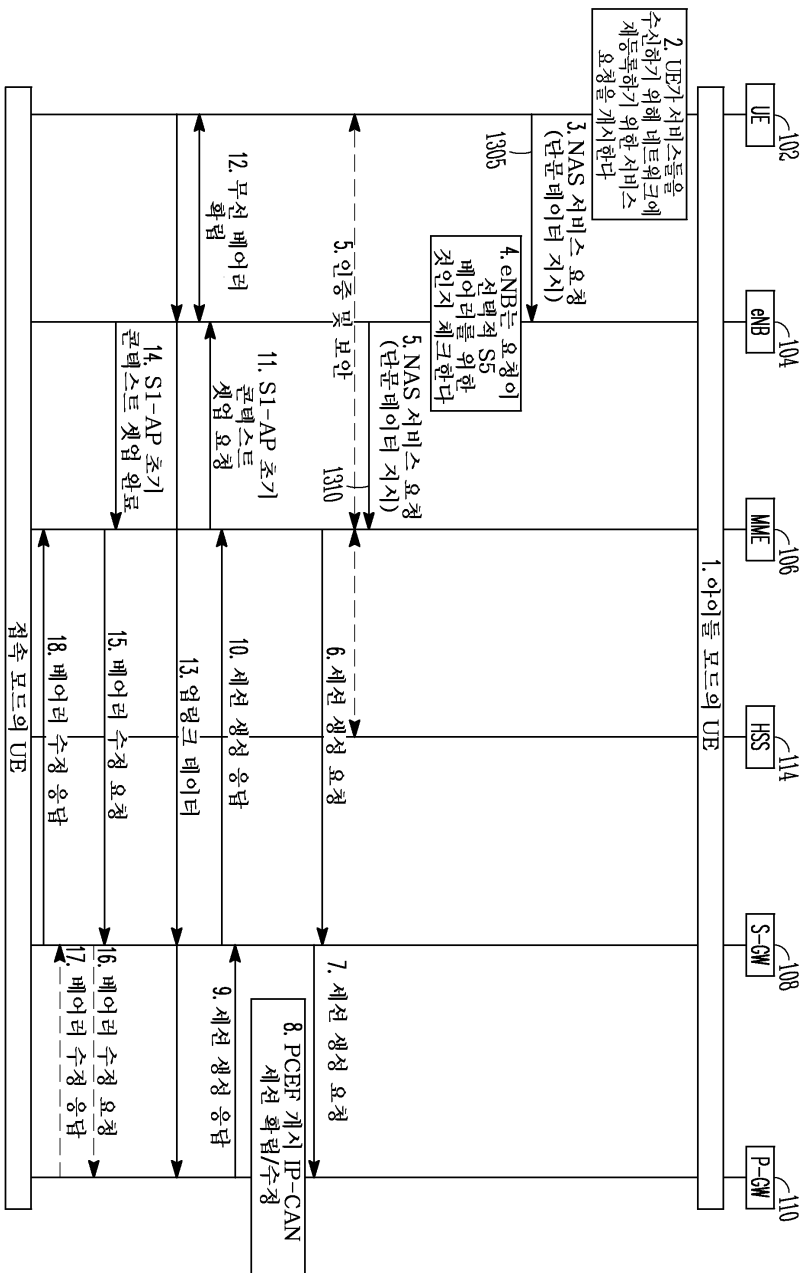 UE
102
eNB
104
MME
106
HSS
114
S-GW
108
P-GW
110
1. 아이들 모드의 UE
2. UE가 서비스들을
수신하기 위해 네트워크에
재등록하기 위한 서비스
요청을 개시한다
3. NAS 서비스 요청
(단문데이터 지시)
1305
4. eNB는 요청이
선택적 S5
베어러를 위한
것인지 체크한다
5. NAS 서비스 요청
(단문데이터 지시)
1310
5. 인증 및 보안
6. 세션 생성 요청
7. 세션 생성 요청
8. PCEF 개시 IP-CAN
세션 확립/수정
9. 세션 생성 응답
10. 세션 생성 응답
11. S1-AP 초기
콘텍스트
셋업 요청
12. 무선 베어러
확립
13. 업링크 데이터
14. S1-AP 초기
콘텍스트 셋업 완료
15. 베어러 수정 요청
16. 베어러 수정 요청
17. 베어러 수정 응답
18. 베어러 수정 응답
접속 모드의 UE